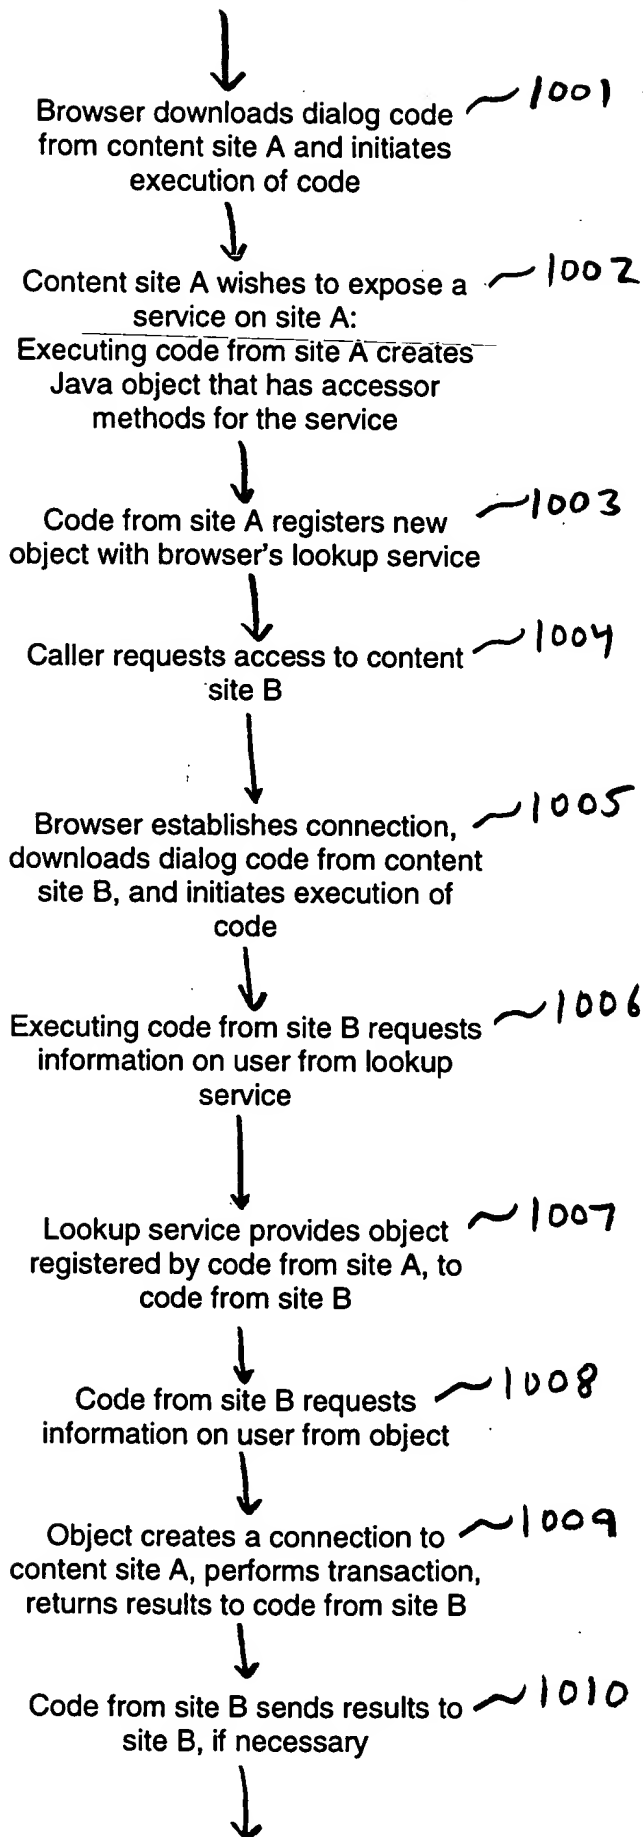 Browser downloads dialog code 1001
from content site A and initiates
execution of code
Content site A wishes to expose a 1002
service on site A:
Executing code from site A creates
Java object that has accessor
methods for the service
Code from site A registers new 1003
object with browser's lookup service
Caller requests access to content 1004
site B
Browser establishes connection, 1005
downloads dialog code from content
site B, and initiates execution of
code
Executing code from site B requests 1006
information on user from lookup
service
Lookup service provides object 1007
registered by code from site A, to
code from site B
Code from site B requests 1008
information on user from object
Object creates a connection to 1009
content site A, performs transaction,
returns results to code from site B
Code from site B sends results to 1010
site B, if necessary